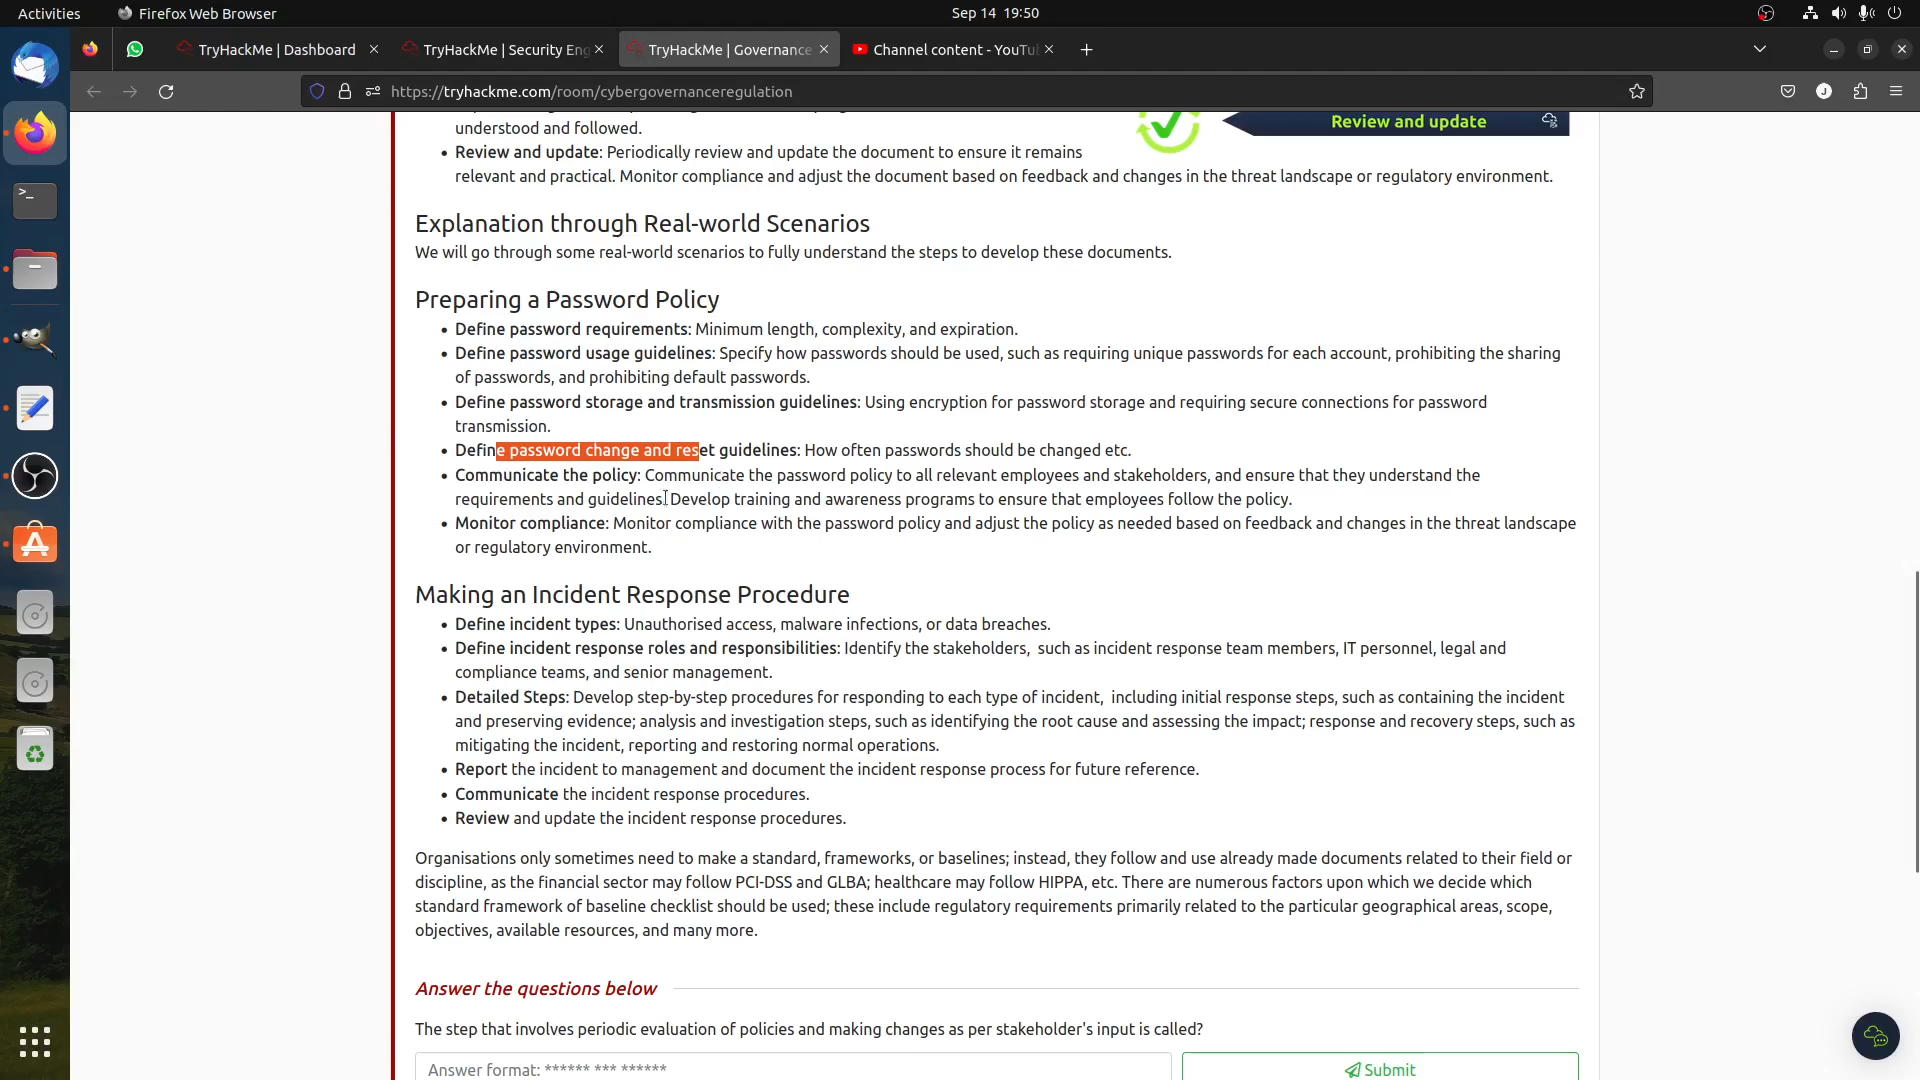 Activities
Firefox Web Browser
Sep 14 19:50
TryHackMe | Dashboard
TryHackMe | Security Eng
TryHackMe | Governance
Channel content - YouTu
https://tryhackme.com/room/cybergovernanceregulation
understood and followed.
Review and update
• Review and update: Periodically review and update the document to ensure it remains
relevant and practical. Monitor compliance and adjust the document based on feedback and changes in the threat landscape or regulatory environment.
Explanation through Real-world Scenarios
We will go through some real-world scenarios to fully understand the steps to develop these documents.
Preparing a Password Policy
• Define password requirements: Minimum length, complexity, and expiration.
• Define password usage guidelines: Specify how passwords should be used, such as requiring unique passwords for each account, prohibiting the sharing
of passwords, and prohibiting default passwords.
• Define password storage and transmission guidelines: Using encryption for password storage and requiring secure connections for password
transmission.
• Define password change and reset guidelines: How often passwords should be changed etc.
• Communicate the policy: Communicate the password policy to all relevant employees and stakeholders, and ensure that they understand the
requirements and guidelines. Develop training and awareness programs to ensure that employees follow the policy.
• Monitor compliance: Monitor compliance with the password policy and adjust the policy as needed based on feedback and changes in the threat landscape
or regulatory environment.
Making an Incident Response Procedure
• Define incident types: Unauthorised access, malware infections, or data breaches.
• Define incident response roles and responsibilities: Identify the stakeholders, such as incident response team members, IT personnel, legal and
compliance teams, and senior management.
• Detailed Steps: Develop step-by-step procedures for responding to each type of incident, including initial response steps, such as containing the incident
and preserving evidence; analysis and investigation steps, such as identifying the root cause and assessing the impact; response and recovery steps, such as
mitigating the incident, reporting and restoring normal operations.
• Report the incident to management and document the incident response process for future reference.
• Communicate the incident response procedures.
• Review and update the incident response procedures.
Organisations only sometimes need to make a standard, frameworks, or baselines; instead, they follow and use already made documents related to their field or
discipline, as the financial sector may follow PCI-DSS and GLBA; healthcare may follow HIPPA, etc. There are numerous factors upon which we decide which
standard framework of baseline checklist should be used; these include regulatory requirements primarily related to the particular geographical areas, scope,
objectives, available resources, and many more.
Answer the questions below
The step that involves periodic evaluation of policies and making changes as per stakeholder's input is called?
Answer format: ****** *** ******
Submit